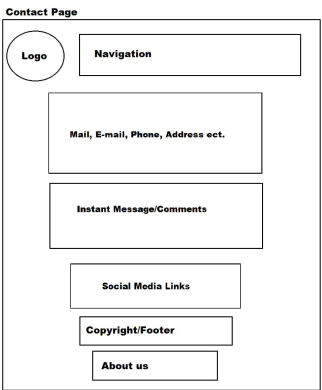 Contact Page
Logo
Navigation
Mail, E-mail, Phone, Address ect.
Instant Message/Comments
Social Media Links
Copyright/Footer
About us